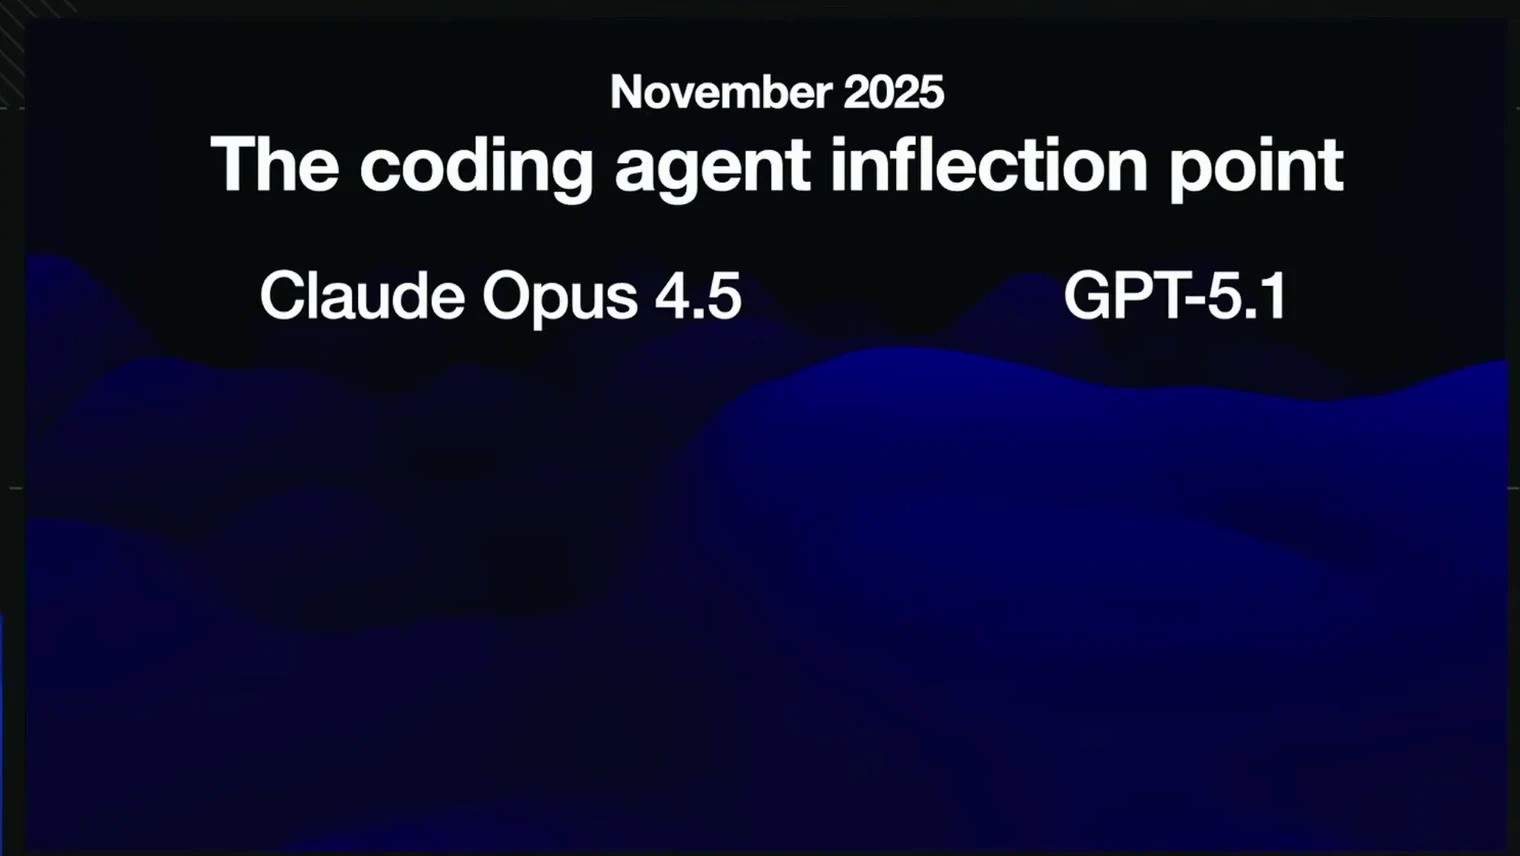 November 2025
The coding agent inflection point
Claude Opus 4.5 GPT-5.1